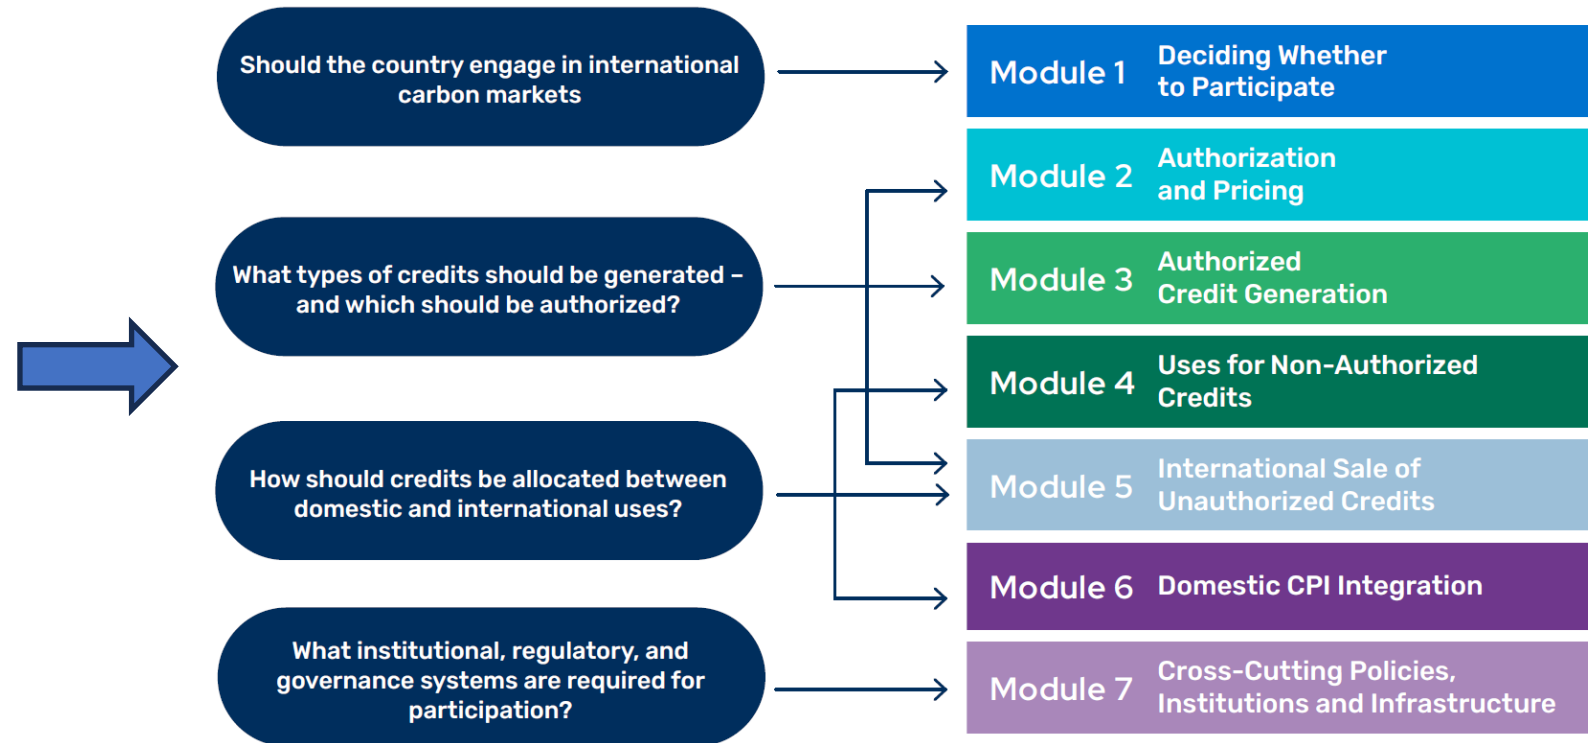 Should the country engage in international
carbon markets
What types of credits should be generated –
and which should be authorized?
How should credits be allocated between
domestic and international uses?
What institutional, regulatory, and
governance systems are required for
participation?
Module 1
Deciding Whether
to Participate
Module 2
Authorization
and Pricing
Module 3
Authorized
Credit Generation
Module 4
Uses for Non-Authorized
Credits
Module 5
International Sale of
Unauthorized Credits
Module 6
Domestic CPI Integration
Module 7
Cross-Cutting Policies,
Institutions and Infrastructure